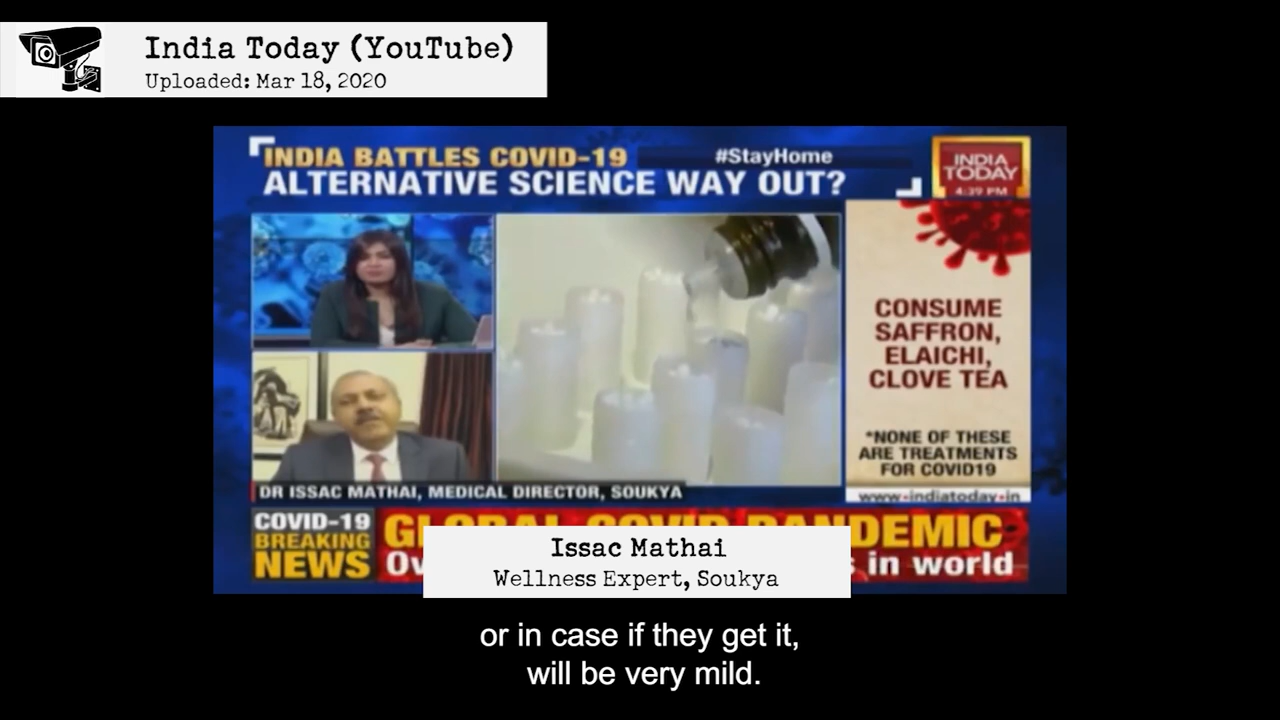 India Today (YouTube)
Uploaded: Mar 18, 2020
INDIA BATTLES COVID-19
#StayHome
ALTERNATIVE SCIENCE WAY OUT?
INDIA
TODAY
4:39 PM
CONSUME
SAFFRON,
ELAICHI,
CLOVE TEA
*NONE OF THESE
ARE TREATMENTS
FOR COVID19
www.indiatoday.in
DR ISSAC MATHAI, MEDICAL DIRECTOR, SOUKYA
COVID-19
BREAKING
NEWS
GLOBAL COVID PANDEMIC
in world
Issac Mathai
Wellness Expert, Soukya
or in case if they get it,
will be very mild.